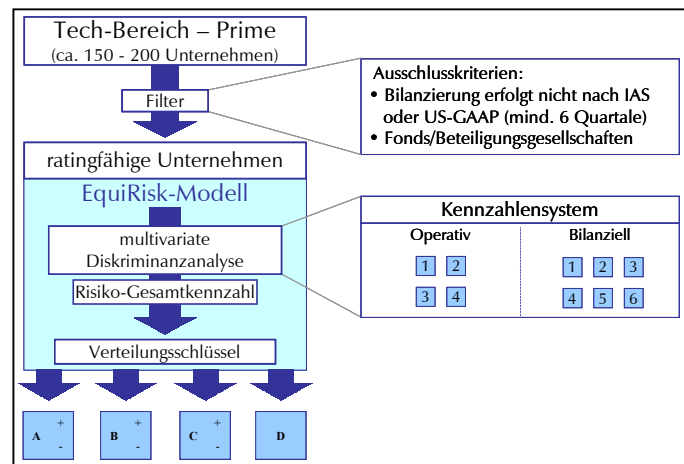 Tech-Bereich – Prime
(ca. 150 - 200 Unternehmen)
Filter
Ausschlusskriterien:
• Bilanzierung erfolgt nicht nach IAS
oder US-GAAP (mind. 6 Quartale)
• Fonds/Beteiligungsgesellschaften
ratingfähige Unternehmen
EquiRisk-Modell
multivariate
Diskriminanzanalyse
Risiko-Gesamtkennzahl
Verteilungsschlüssel
Kennzahlensystem
Operativ
1 2
3 4
Bilanziell
1 2 3
4 5 6
A + -
B + -
C + -
D